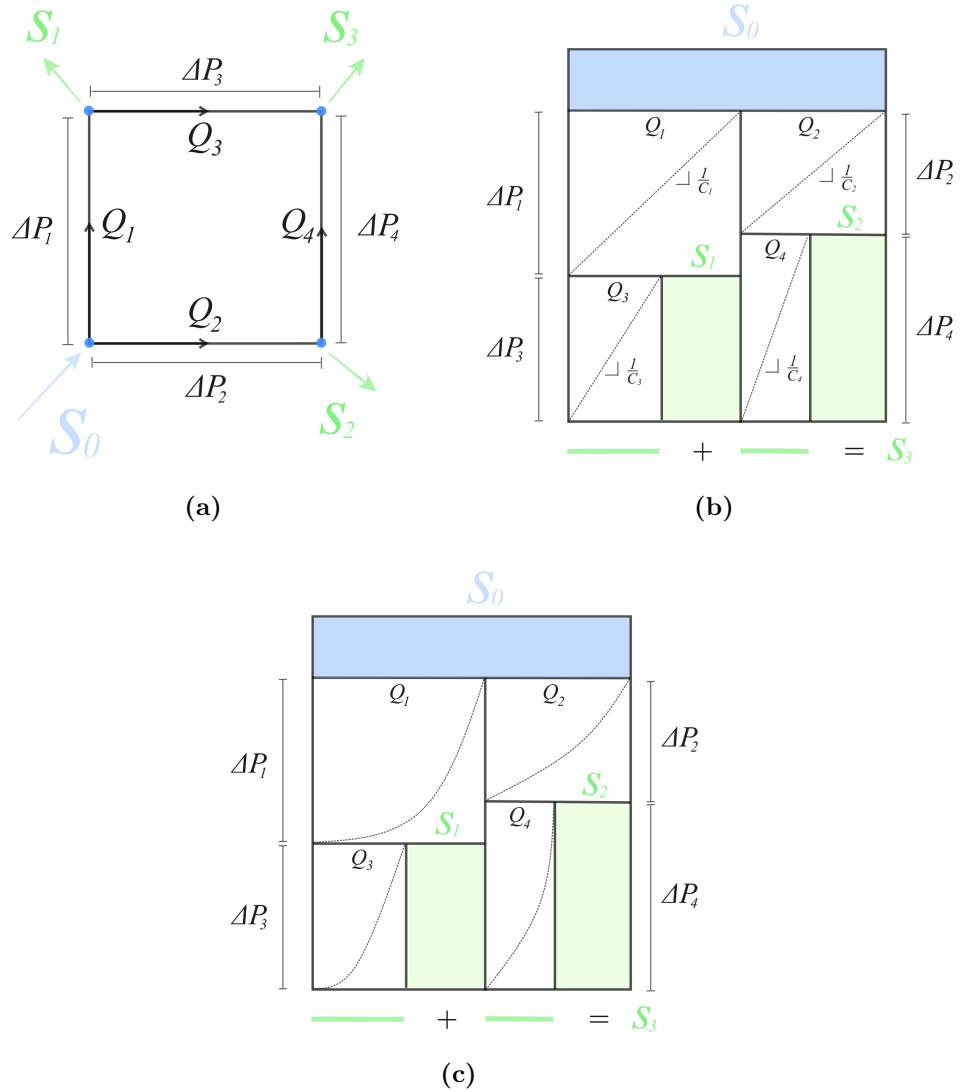 S₁ S₃
ΔP₃
Q₃
ΔP₁ Q₁ Q₄ ΔP₄
Q₂
ΔP₂
S₀ S₂
(a)
S₀
Q₁ Q₂
ΔP₁ 1/C₁ 1/C₂ ΔP₂
S₁ S₂
Q₃ Q₄
ΔP₃ 1/C₃ 1/C₄ ΔP₄
+ = S₃
(b)
S₀
Q₁ Q₂
ΔP₁ ΔP₂
S₁ S₂
Q₃ Q₄
ΔP₃ ΔP₄
+ = S₃
(c)